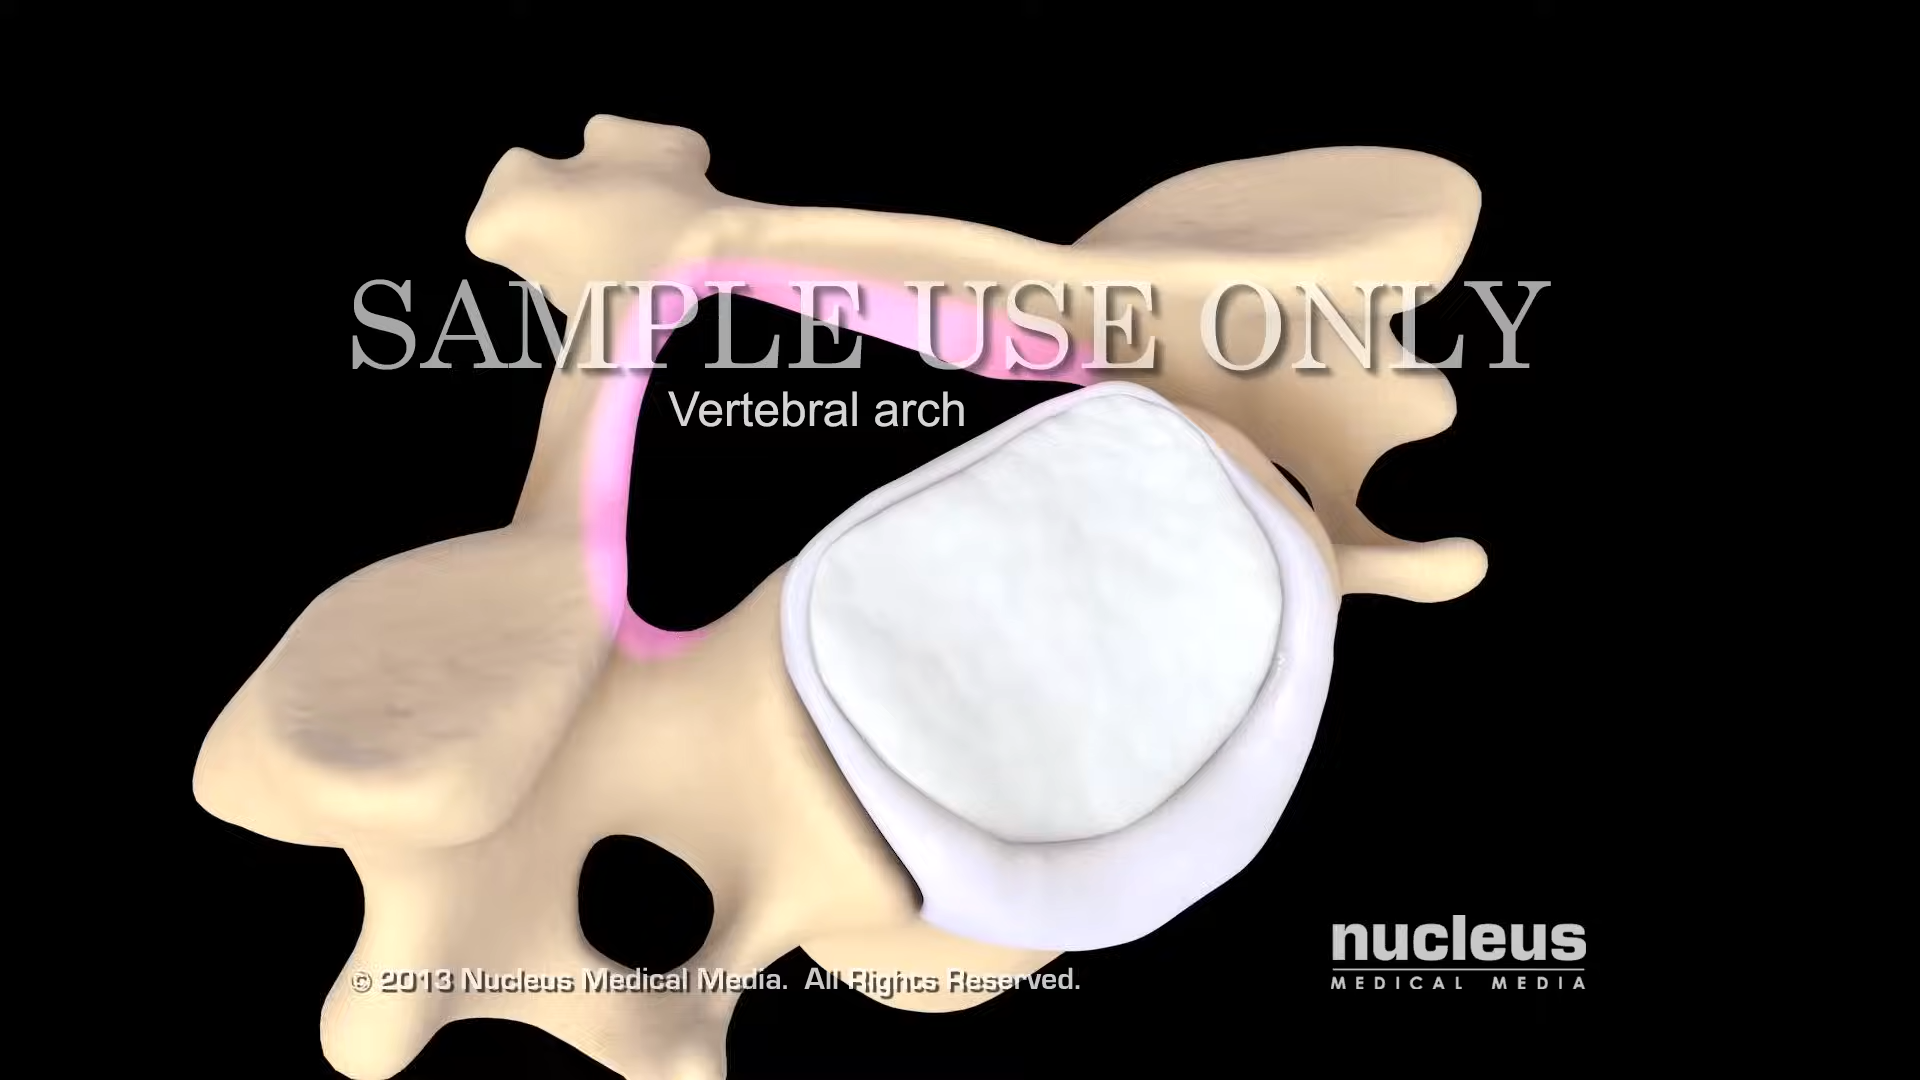 SAMPLE USE ONLY
Vertebral arch
nucleus
MEDICAL MEDIA
© 2013 Nucleus Medical Media. All Rights Reserved.